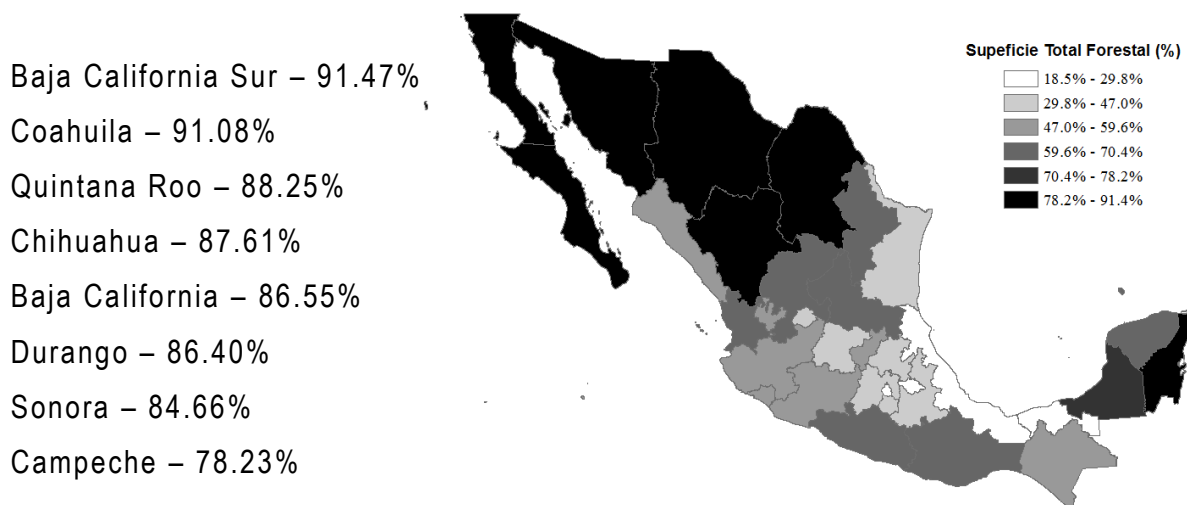 Baja California Sur – 91.47%
Coahuila – 91.08%
Quintana Roo – 88.25%
Chihuahua – 87.61%
Baja California – 86.55%
Durango – 86.40%
Sonora – 84.66%
Campeche – 78.23%
Supeficie Total Forestal (%)
18.5% - 29.8%
29.8% - 47.0%
47.0% - 59.6%
59.6% - 70.4%
70.4% - 78.2%
78.2% - 91.4%